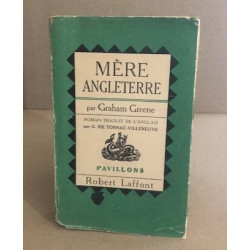 MÈRE
ANGLETERRE
par Graham Greene
ROMAN TRADUIT DE L'ANGLAIS
par G. DE TONNAC-VILLENEUVE
PAVILLONS
Robert Laffont